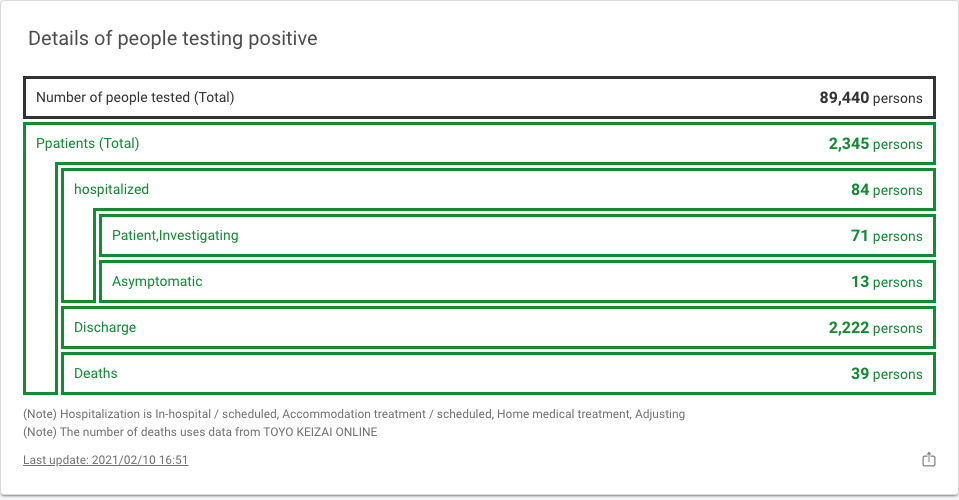 Details of people testing positive
Number of people tested (Total) 89,440 persons
Ppatients (Total) 2,345 persons
hospitalized 84 persons
Patient,Investigating 71 persons
Asymptomatic 13 persons
Discharge 2,222 persons
Deaths 39 persons
(Note) Hospitalization is In-hospital / scheduled, Accommodation treatment / scheduled, Home medical treatment, Adjusting
(Note) The number of deaths uses data from TOYO KEIZAI ONLINE
Last update: 2021/02/10 16:51